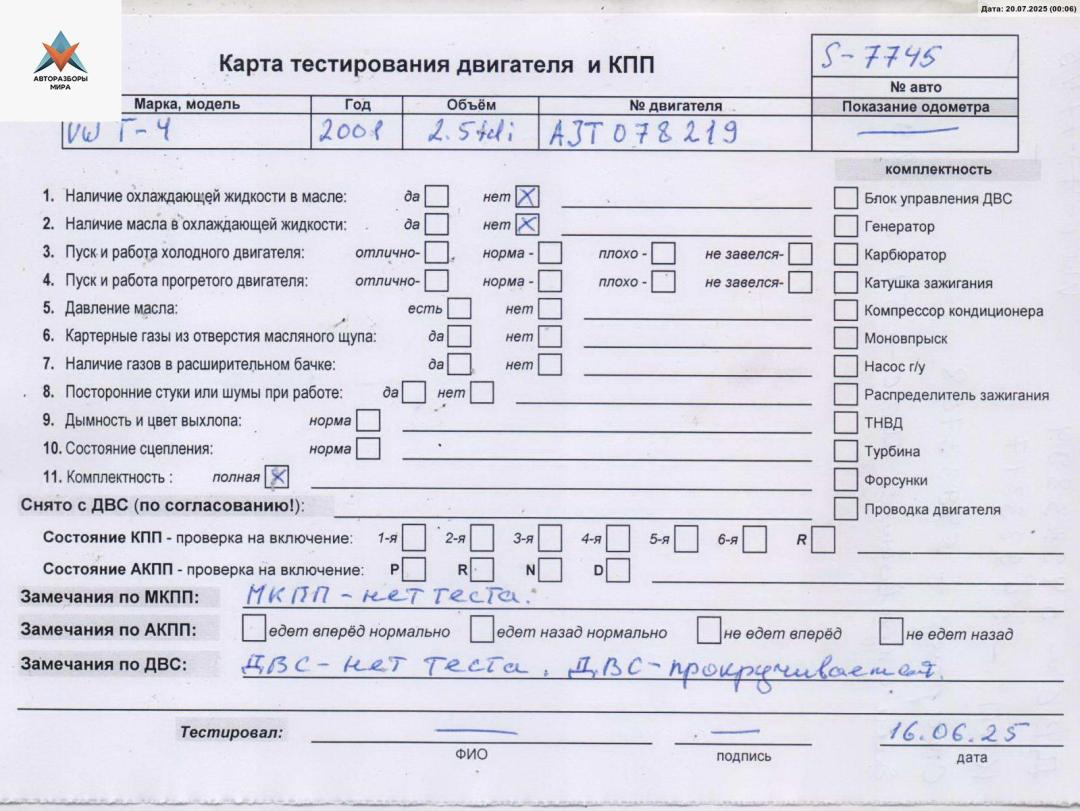 Дата: 20.07.2025 (00:06)
АВТОРАЗБОРЫ
МИРА
Карта тестирования двигателя и КПП
S-7745
№ авто
Марка, модель Год Объём № двигателя Показание одометра
VW T-4 2001 2.5tdi АЗТ078219
комплектность
1. Наличие охлаждающей жидкости в масле: да нет X
2. Наличие масла в охлаждающей жидкости: да нет X
3. Пуск и работа холодного двигателя: отлично- норма - плохо - не завелся-
4. Пуск и работа прогретого двигателя: отлично- норма - плохо - не завелся-
5. Давление масла: есть нет
6. Картерные газы из отверстия масляного щупа: да нет
7. Наличие газов в расширительном бачке: да нет
8. Посторонние стуки или шумы при работе: да нет
9. Дымность и цвет выхлопа: норма
10. Состояние сцепления: норма
11. Комплектность : полная X
Блок управления ДВС
Генератор
Карбюратор
Катушка зажигания
Компрессор кондиционера
Моновпрыск
Насос г/у
Распределитель зажигания
ТНВД
Турбина
Форсунки
Проводка двигателя
Снято с ДВС (по согласованию!):
Состояние КПП - проверка на включение: 1-я 2-я 3-я 4-я 5-я 6-я R
Состояние АКПП - проверка на включение: P R N D
Замечания по МКПП: МКПП - нет теста.
Замечания по АКПП: едет вперёд нормально едет назад нормально не едет вперёд не едет назад
Замечания по ДВС: ДВС - нет теста. ДВС - прокручивается.
Тестировал:
16.06.25
ФИО подпись дата